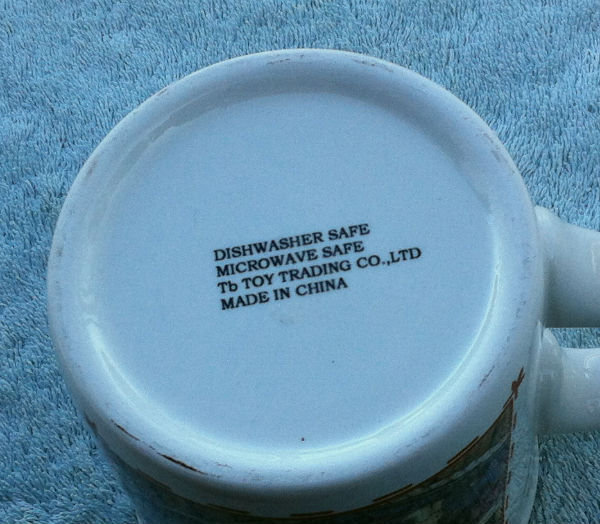 DISHWASHER SAFE
MICROWAVE SAFE
Tb TOY TRADING CO.,LTD
MADE IN CHINA